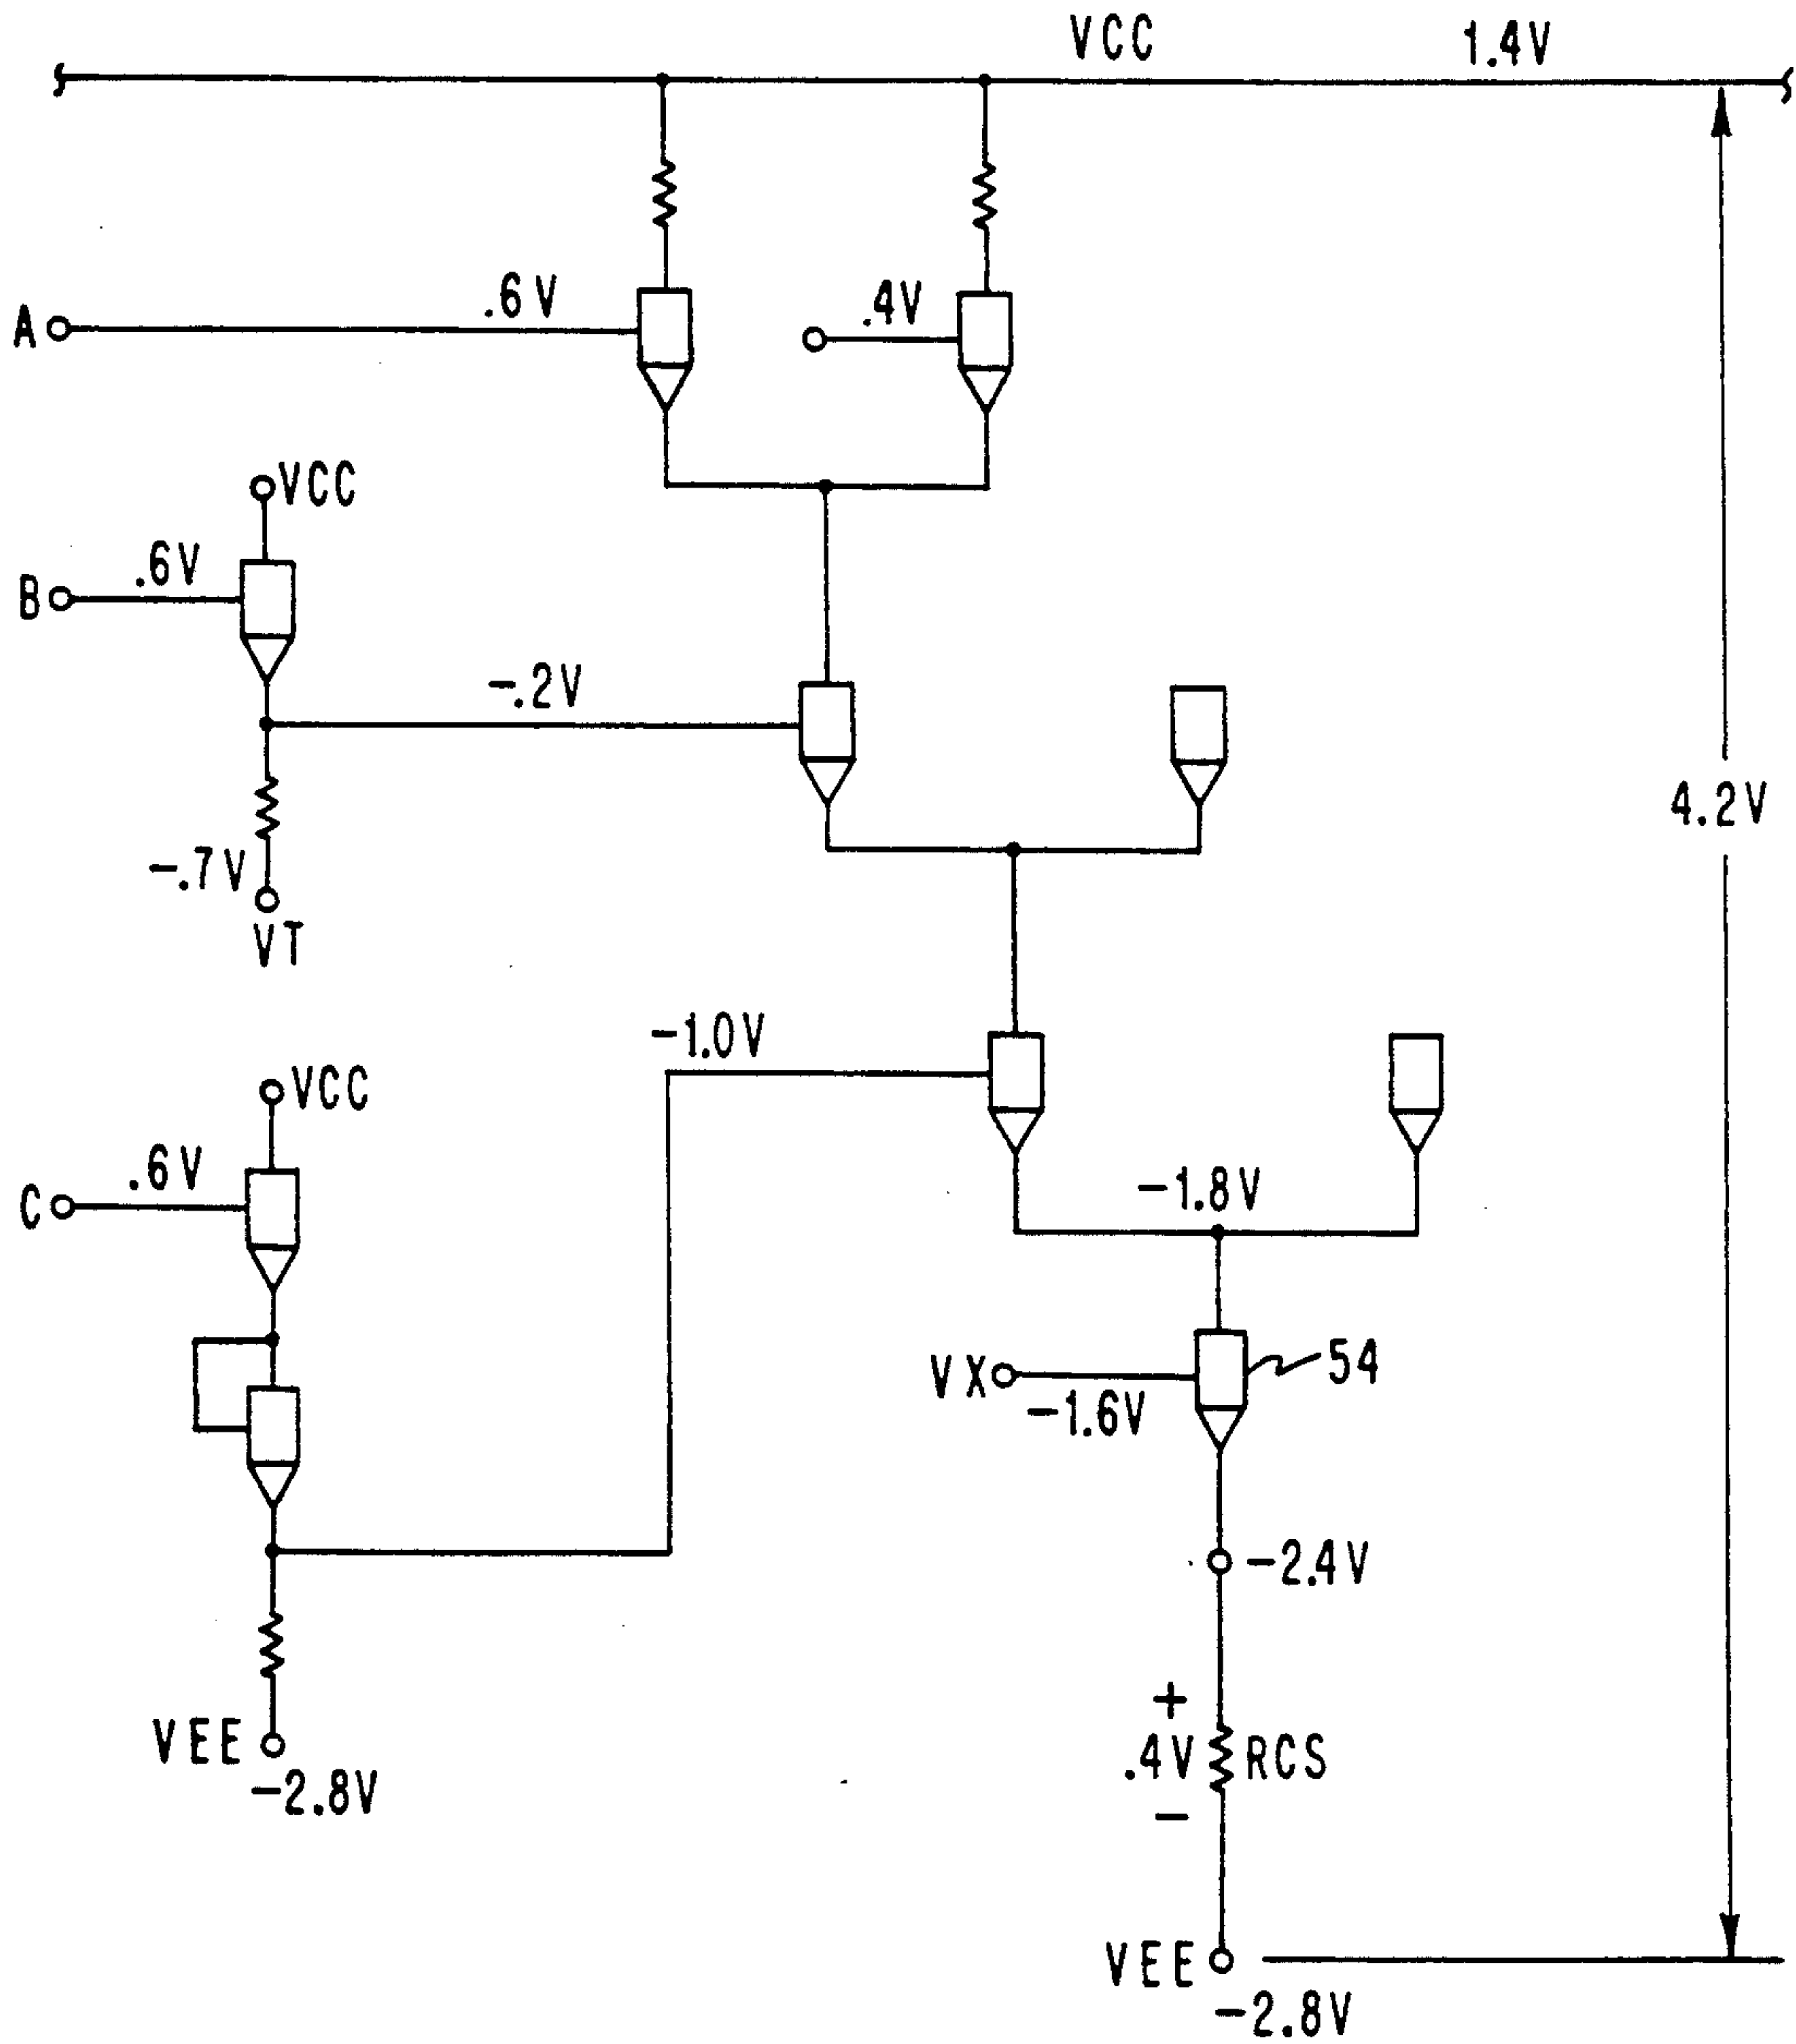 VCC 1.4V
.6V
.4V
A
VCC
.6V
B
-.2V
4.2V
-.7V
VT
-1.0V
VCC
.6V
C
-1.8V
VX
-1.6V
54
-2.4V
+
.4V RCS
-
VEE
-2.8V
VEE
-2.8V